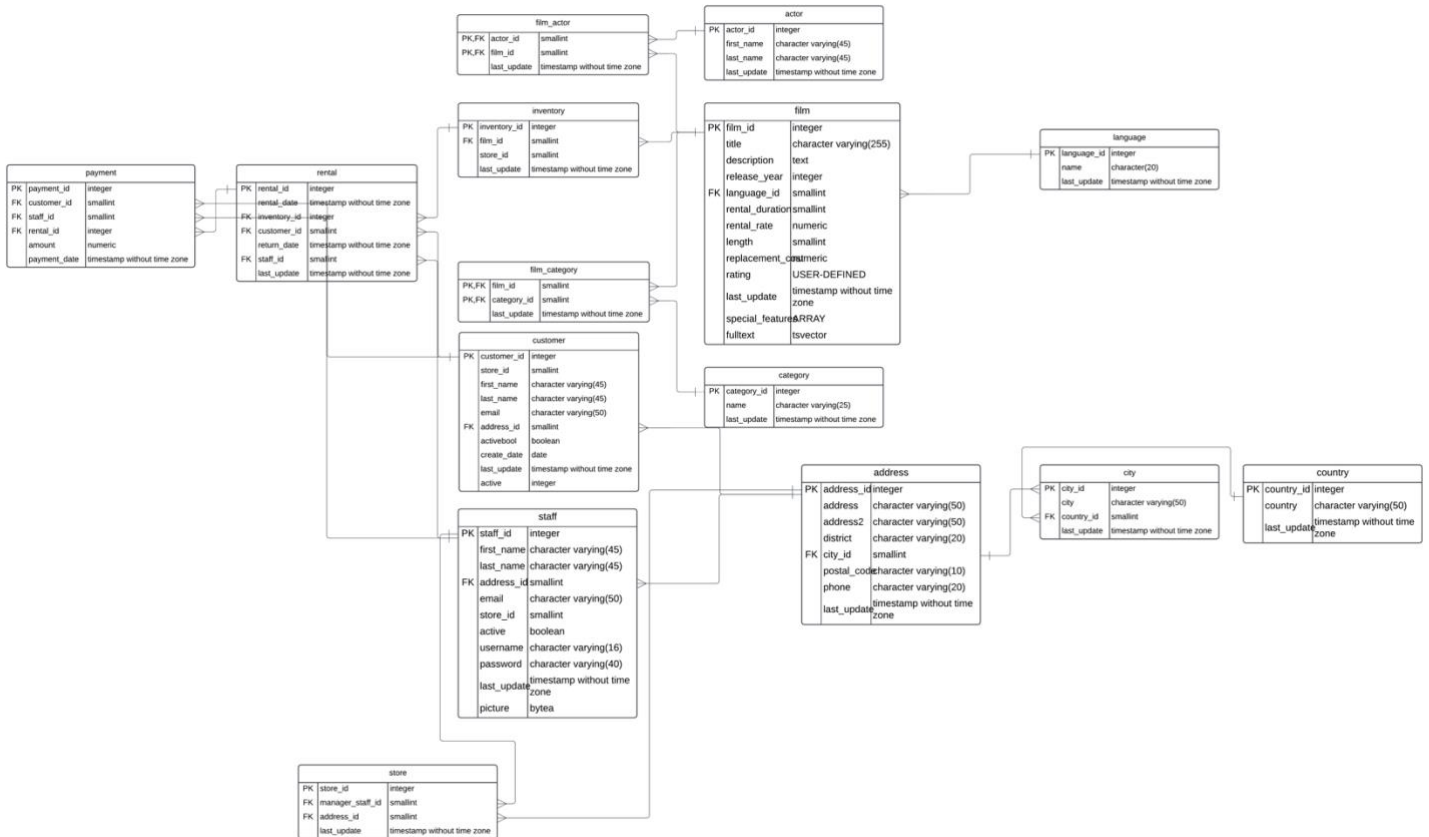 film_actor
PK,FK actor_id smallint
PK,FK film_id smallint
last_update timestamp without time zone
actor
PK actor_id integer
first_name character varying(45)
last_name character varying(45)
last_update timestamp without time zone
inventory
PK inventory_id integer
FK film_id smallint
store_id smallint
last_update timestamp without time zone
film
PK film_id integer
title character varying(255)
description text
release_year integer
FK language_id smallint
rental_duration smallint
rental_rate numeric
length smallint
replacement_cost numeric
rating USER-DEFINED
last_update timestamp without time
zone
special_features ARRAY
fulltext tsvector
language
PK language_id integer
name character(20)
last_update timestamp without time zone
payment
PK payment_id integer
FK customer_id smallint
FK staff_id smallint
FK rental_id integer
amount numeric
payment_date timestamp without time zone
rental
PK rental_id integer
rental_date timestamp without time zone
FK inventory_id integer
FK customer_id smallint
return_date timestamp without time zone
FK staff_id smallint
last_update timestamp without time zone
film_category
PK,FK film_id smallint
PK,FK category_id smallint
last_update timestamp without time zone
customer
PK customer_id integer
store_id smallint
first_name character varying(45)
last_name character varying(45)
email character varying(50)
FK address_id smallint
activebool boolean
create_date date
last_update timestamp without time zone
active integer
category
PK category_id integer
name character varying(25)
last_update timestamp without time zone
address
PK address_id integer
address character varying(50)
address2 character varying(50)
district character varying(20)
FK city_id smallint
postal_code character varying(10)
phone character varying(20)
last_update timestamp without time
zone
city
PK city_id integer
city character varying(50)
FK country_id smallint
last_update timestamp without time zone
country
PK country_id integer
country character varying(50)
last_update timestamp without time
zone
staff
PK staff_id integer
first_name character varying(45)
last_name character varying(45)
FK address_id smallint
email character varying(50)
store_id smallint
active boolean
username character varying(16)
password character varying(40)
last_update timestamp without time
zone
picture bytea
store
PK store_id integer
FK manager_staff_id smallint
FK address_id smallint
last_update timestamp without time zone